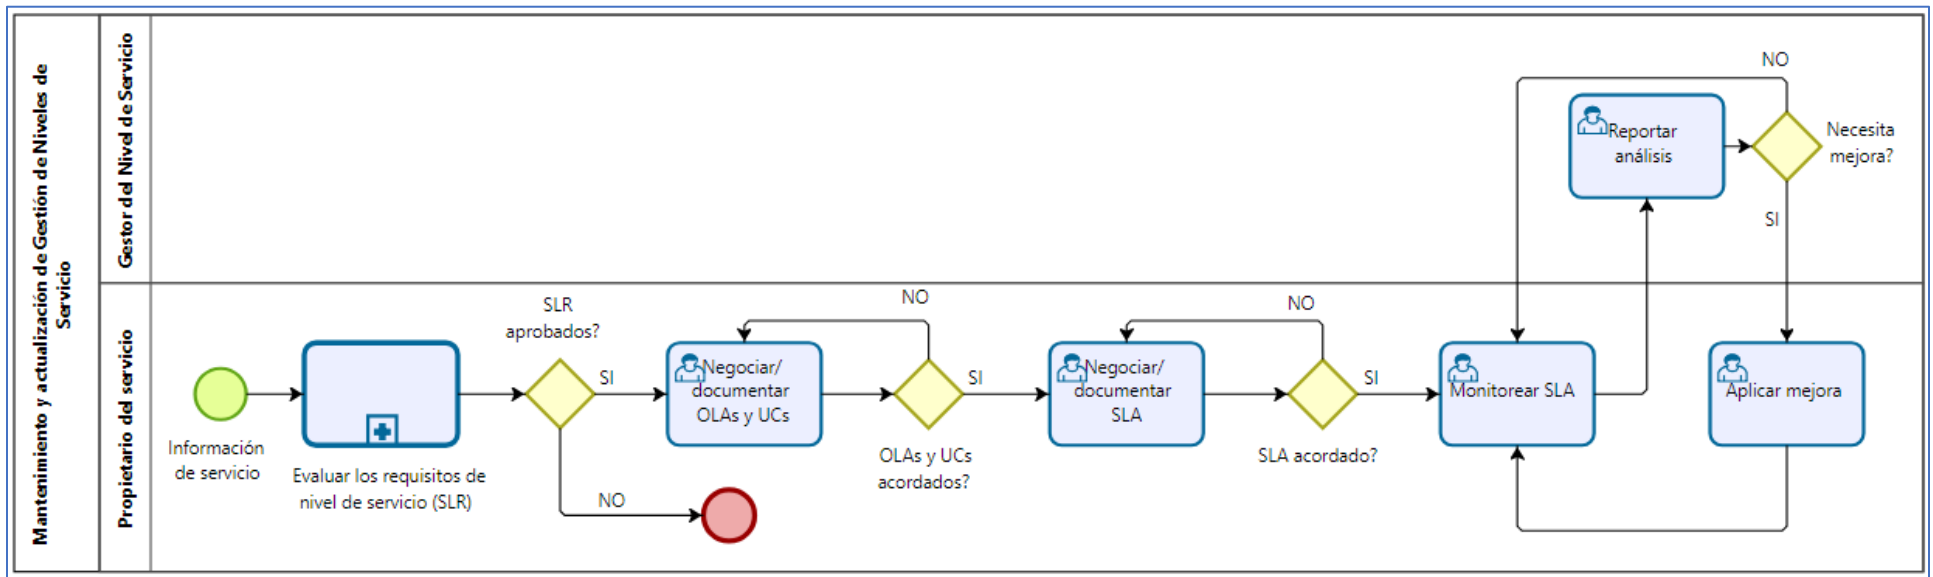 Mantenimiento y actualización de Gestión de Niveles de
Servicio
Gestor del Nivel de Servicio
NO
Reportar
análisis
Necesita
mejora?
SI
Propietario del servicio
Información
de servicio
Evaluar los requisitos de
nivel de servicio (SLR)
SLR
aprobados?
SI
NO
Negociar/
documentar
OLAs y UCs
NO
SI
OLAs y UCs
acordados?
Negociar/
documentar
SLA
NO
SI
SLA acordado?
Monitorear SLA
Aplicar mejora